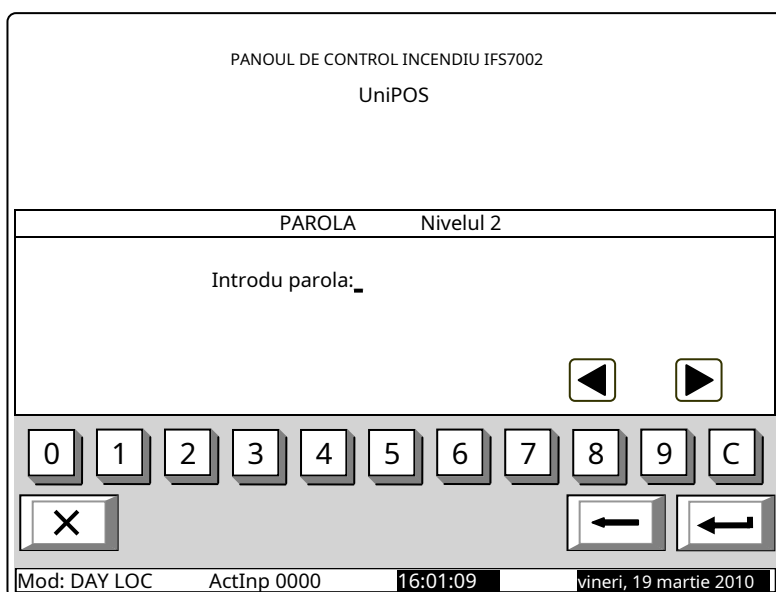 PANOUL DE CONTROL INCENDIU IFS7002
UniPOS
PAROLA Nivelul 2
Introdu parola:
0 1 2 3 4 5 6 7 8 9 C
Mod: DAY LOC ActInp 0000 16:01:09 vineri, 19 martie 2010